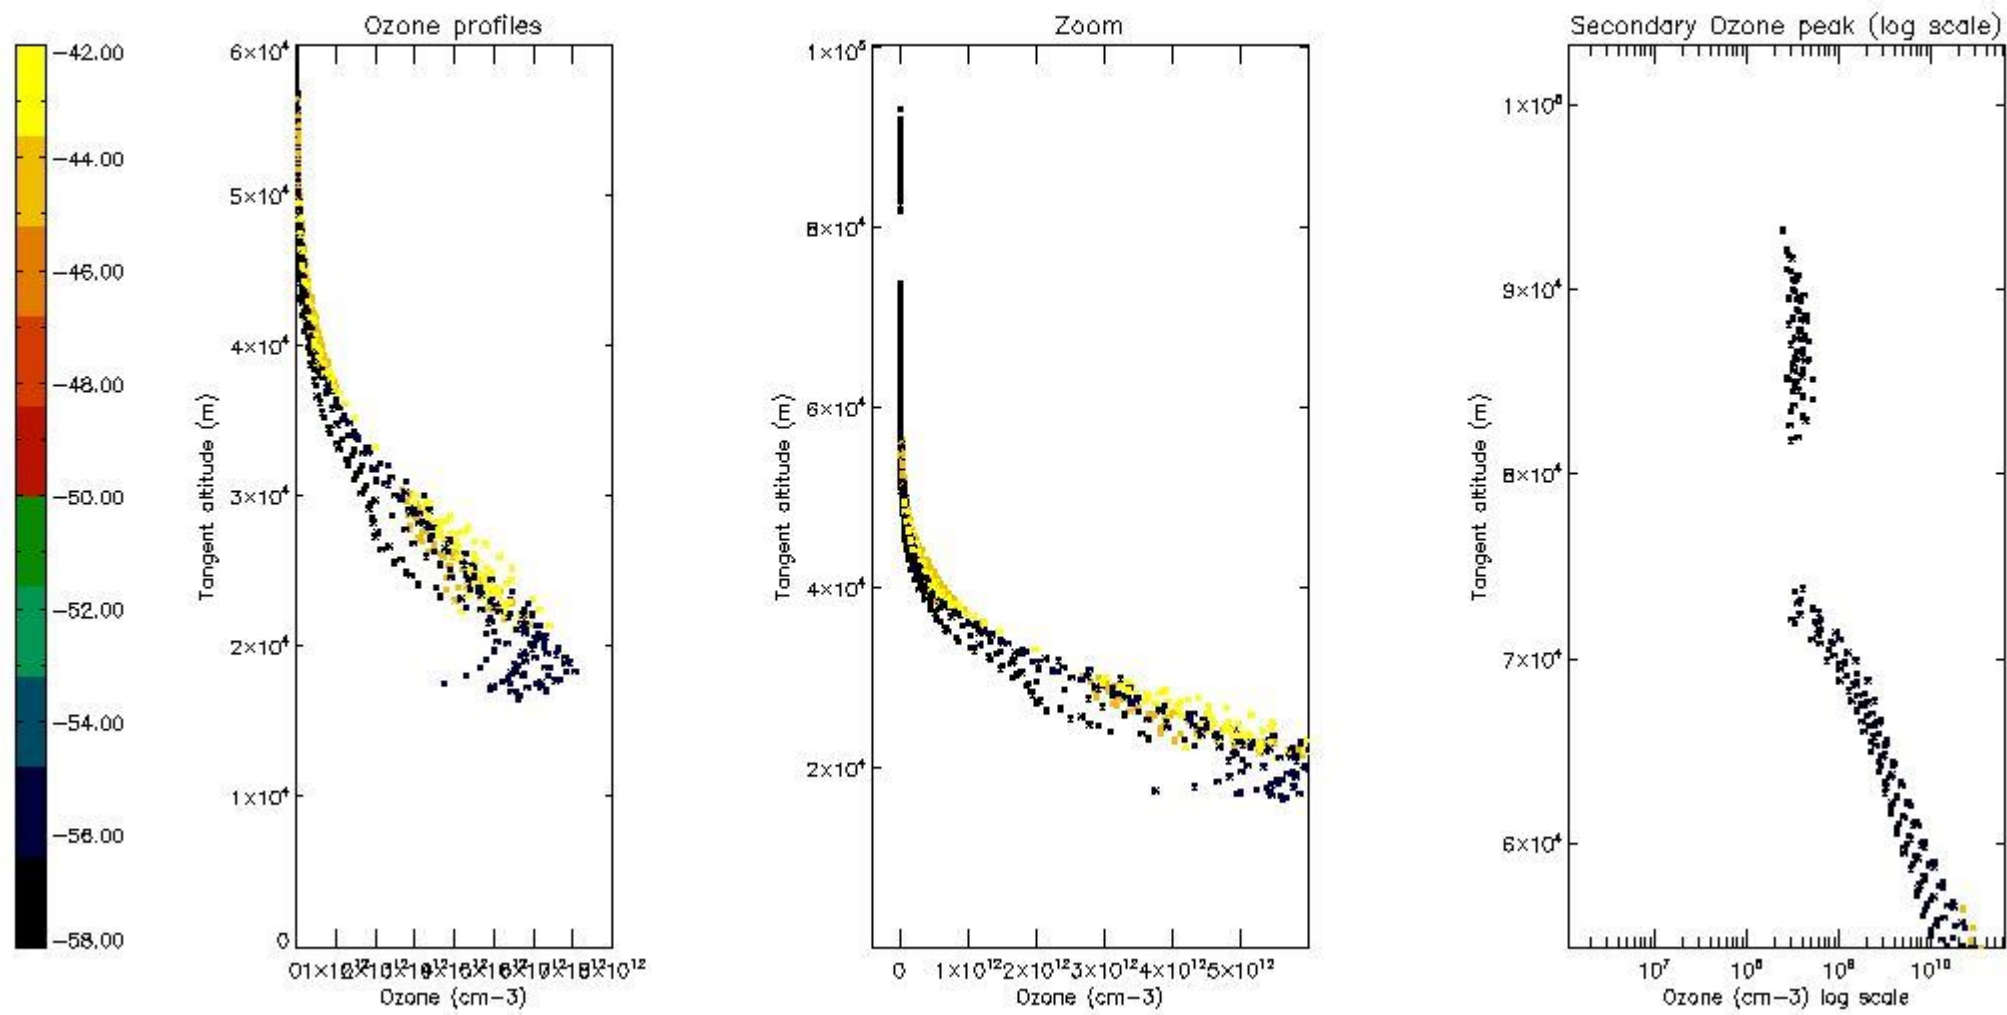 Ozone profiles
Zoom
Secondary Ozone peak (log scale)
-42.00
-44.00
-46.00
-48.00
-50.00
-52.00
-54.00
-56.00
-58.00
6×10⁴
5×10⁴
4×10⁴
3×10⁴
2×10⁴
1×10⁴
0
Tangent altitude (m)
Ozone (cm-3)
1×10⁵
8×10⁴
6×10⁴
4×10⁴
2×10⁴
Tangent altitude (m)
0 1×10¹² 2×10¹² 3×10¹² 4×10¹² 5×10¹²
Ozone (cm-3)
9×10⁴
8×10⁴
7×10⁴
6×10⁴
Tangent altitude (m)
10⁷ 10⁸ 10⁹ 10¹⁰
Ozone (cm-3) log scale